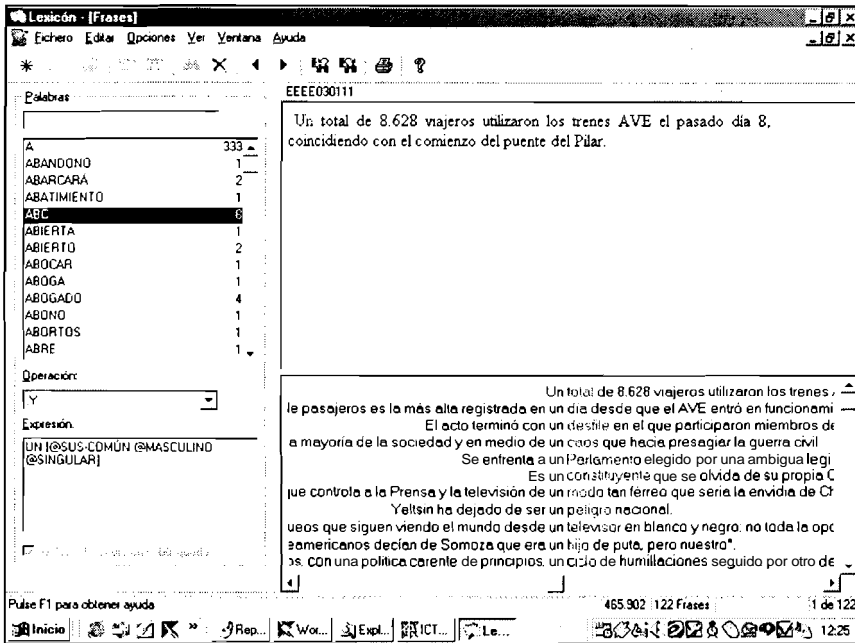 Lexicón - [Frases]
Fichero Editar Opciones Ver Ventana Ayuda
Palabras
A 333
ABANDONO 1
ABARCARÁ 2
ABATIMIENTO 1
ABC 6
ABIERTA 1
ABIERTO 2
ABOCAR 1
ABOGA 1
ABOGADO 4
ABONO 1
ABORTOS 1
ABRE 1
Operación:
Y
Expresión:
UN [@SUS-COMÚN @MASCULINO
@SINGULAR]
EEEE030111
Un total de 8.628 viajeros utilizaron los trenes AVE el pasado día 8,
coincidiendo con el comienzo del puente del Pilar.
Un total de 8.628 viajeros utilizaron los trenes
le pasajeros es la más alta registrada en un día desde que el AVE entró en funcionami
El acto terminó con un desfile en el que participaron miembros de
a mayoría de la sociedad y en medio de un caos que hacía presagiar la guerra civil
Se enfrenta a un Parlamento elegido por una ambigua legi
Es un constituyente que se olvida de su propia C
que controla a la Prensa y la televisión de un modo tan férreo que sería la envidia de Ch
Yeltsin ha dejado de ser un peligro nacional.
ueos que siguen viendo el mundo desde un televisor en blanco y negro: no toda la opc
eamericanos decían de Somoza que era un hijo de puta, pero nuestro".
os, con una política carente de principios, un ciclo de humillaciones seguido por otro de
Pulse F1 para obtener ayuda
465.902 122 Frases 1 de 122
Inicio » Rep... Wor... Expl... ICT... Le... 12:25